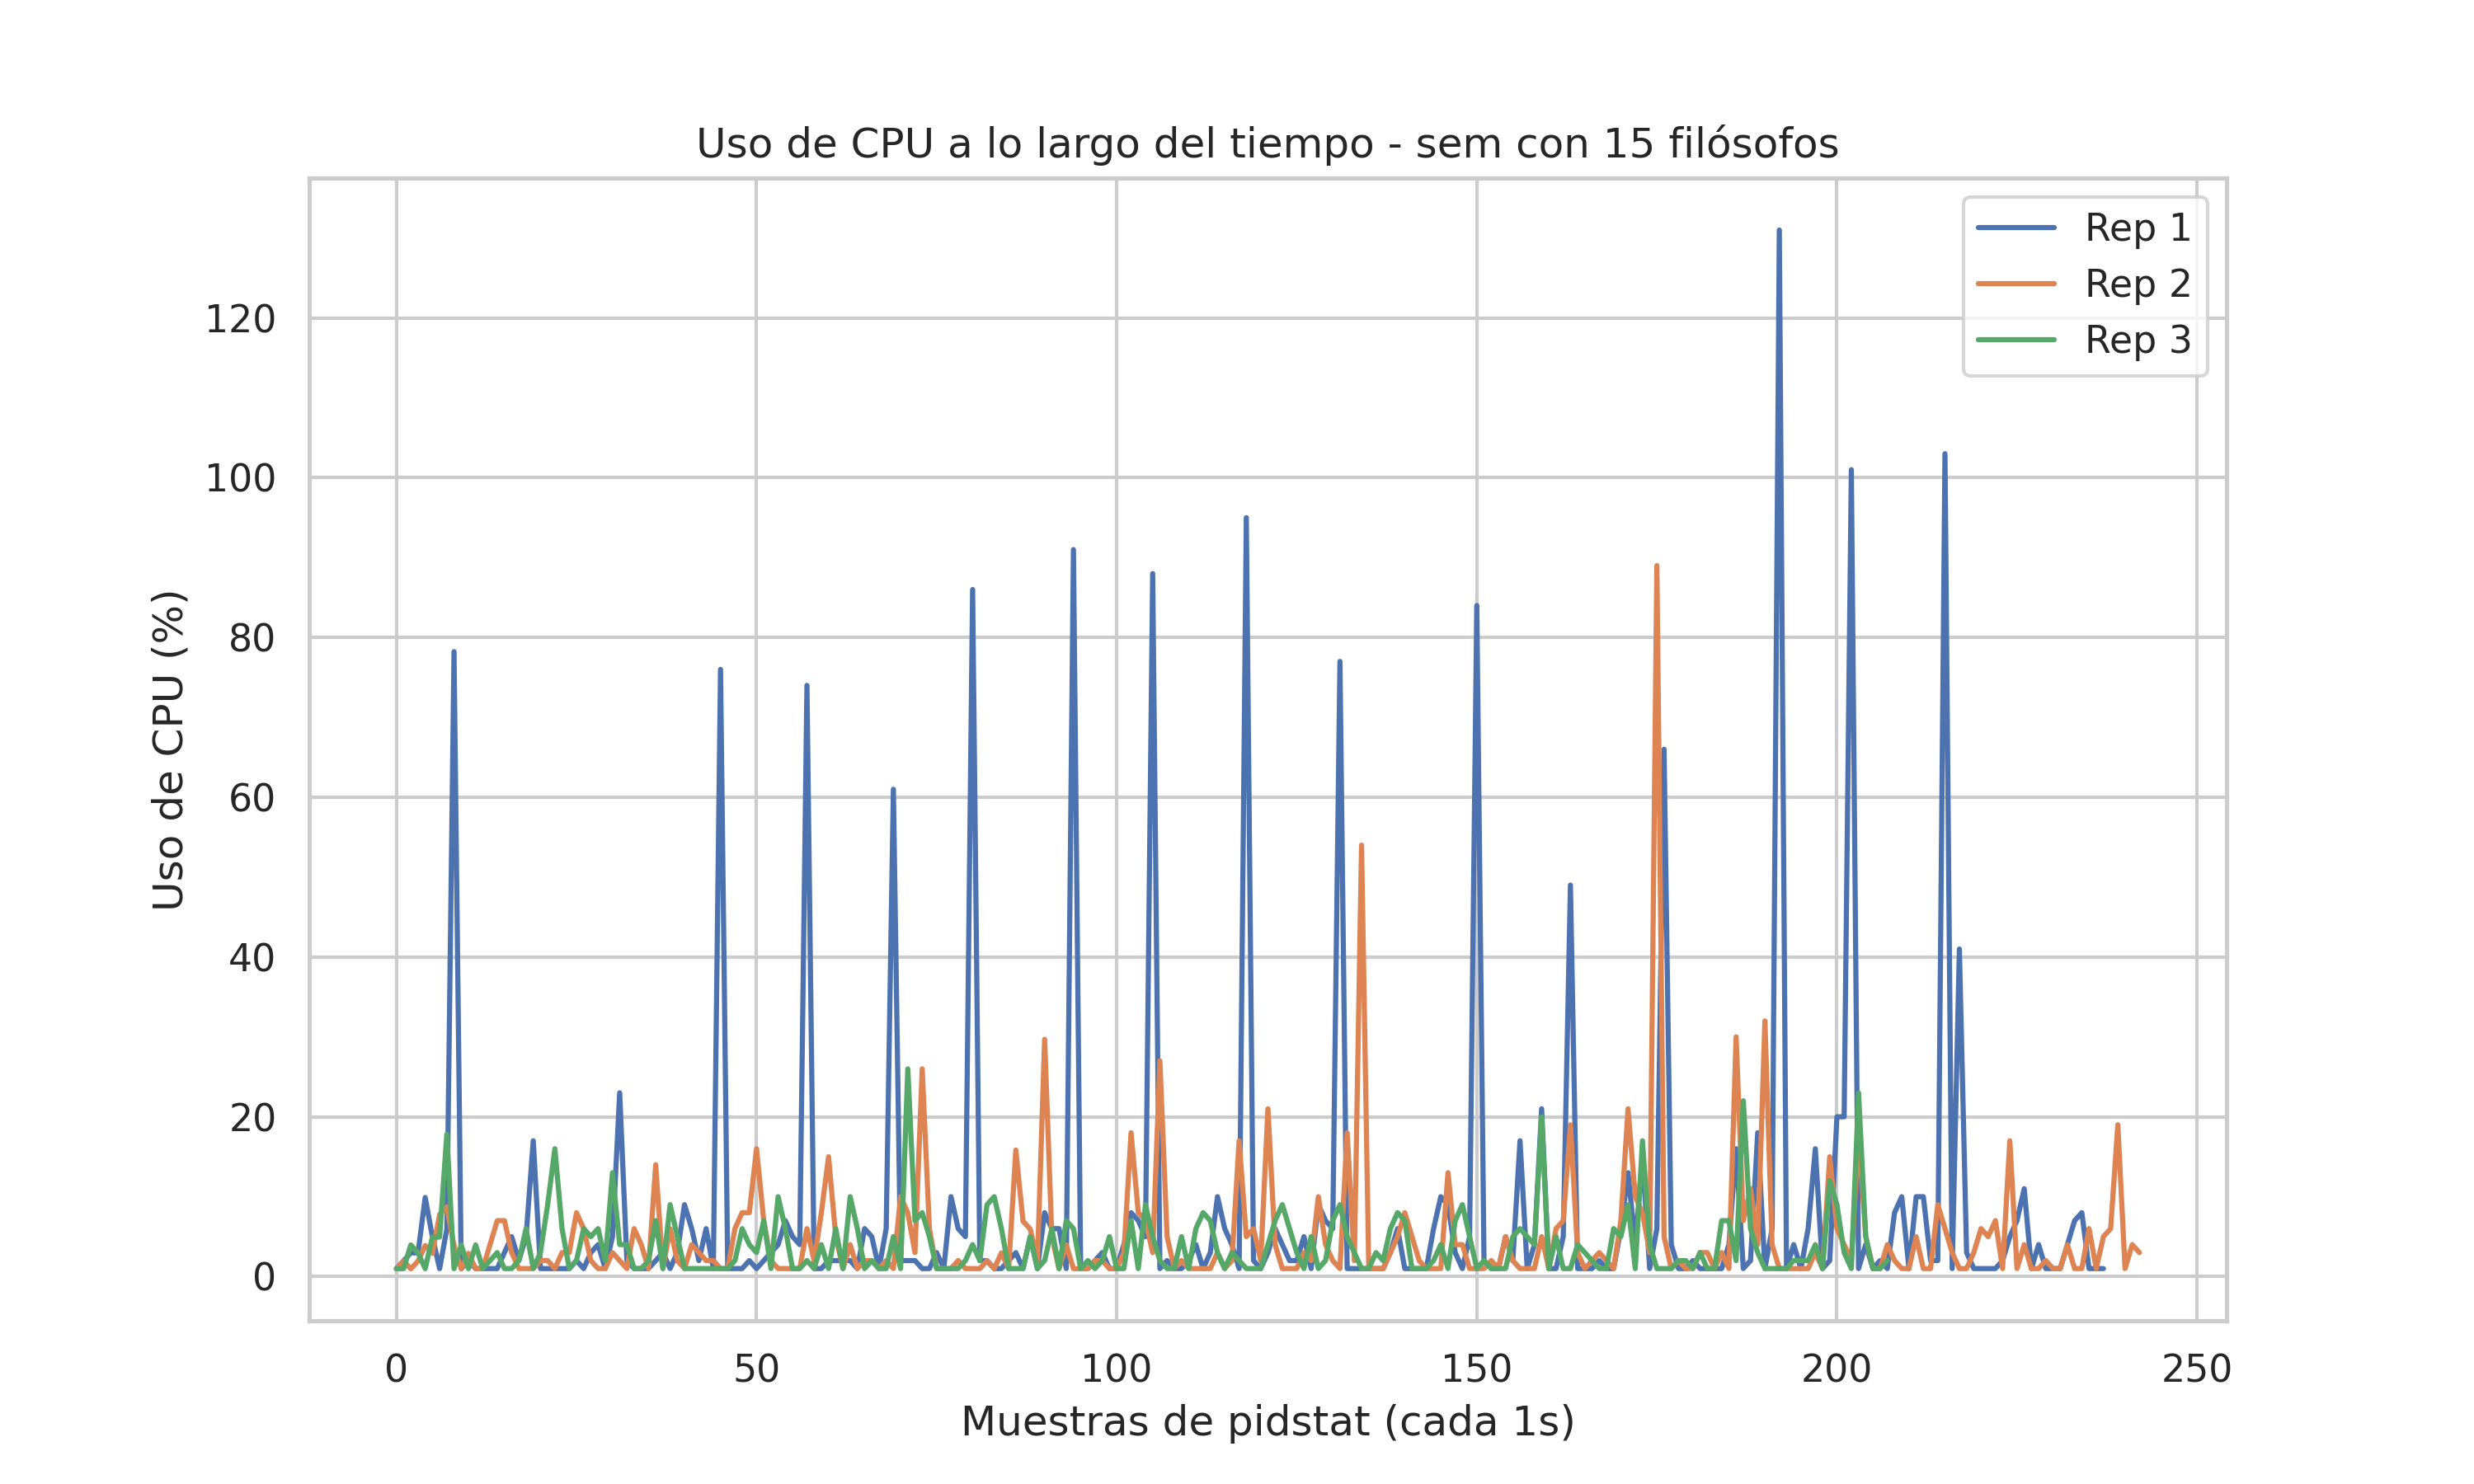 Uso de CPU a lo largo del tiempo - sem con 15 filósofos
Rep 1
Rep 2
Rep 3
Uso de CPU (%)
120
100
80
60
40
20
0
0 50 100 150 200 250
Muestras de pidstat (cada 1s)